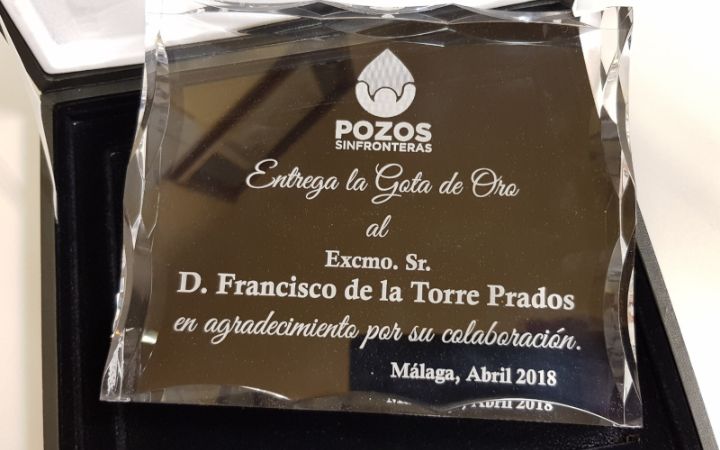 POZOS
SINFRONTERAS
Entrega la Gota de Oro
al
Excmo. Sr.
D. Francisco de la Torre Prados
en agradecimiento por su colaboración.
Málaga, Abril 2018